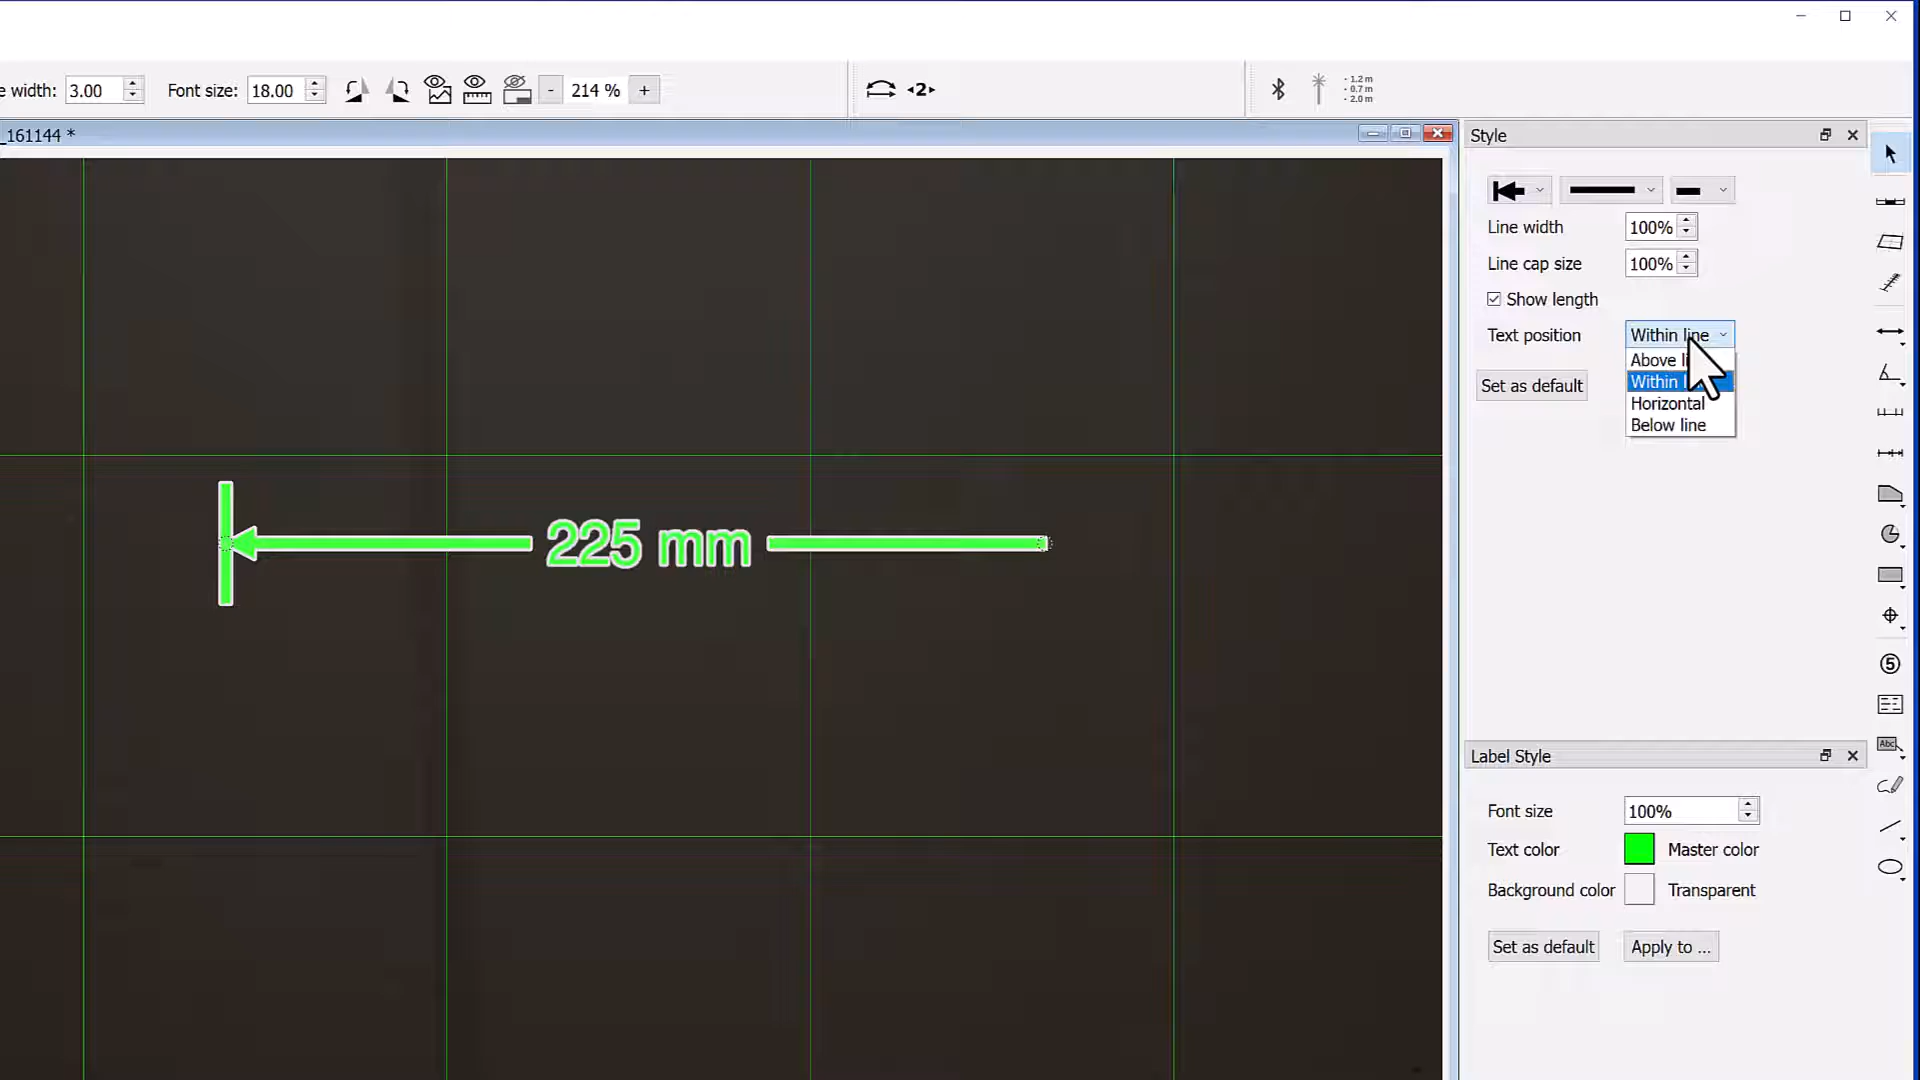 e width: 3.00 Font size: 18.00 - 214 % + 2 1.2 m
0.7 m
2.0 m
_161144 *
Style
Line width 100%
Line cap size 100%
Show length
Text position Within line
Above li
Within l
Horizontal
Below line
Set as default
225 mm
5
Abc
Label Style
Font size 100%
Text color Master color
Background color Transparent
Set as default Apply to ...